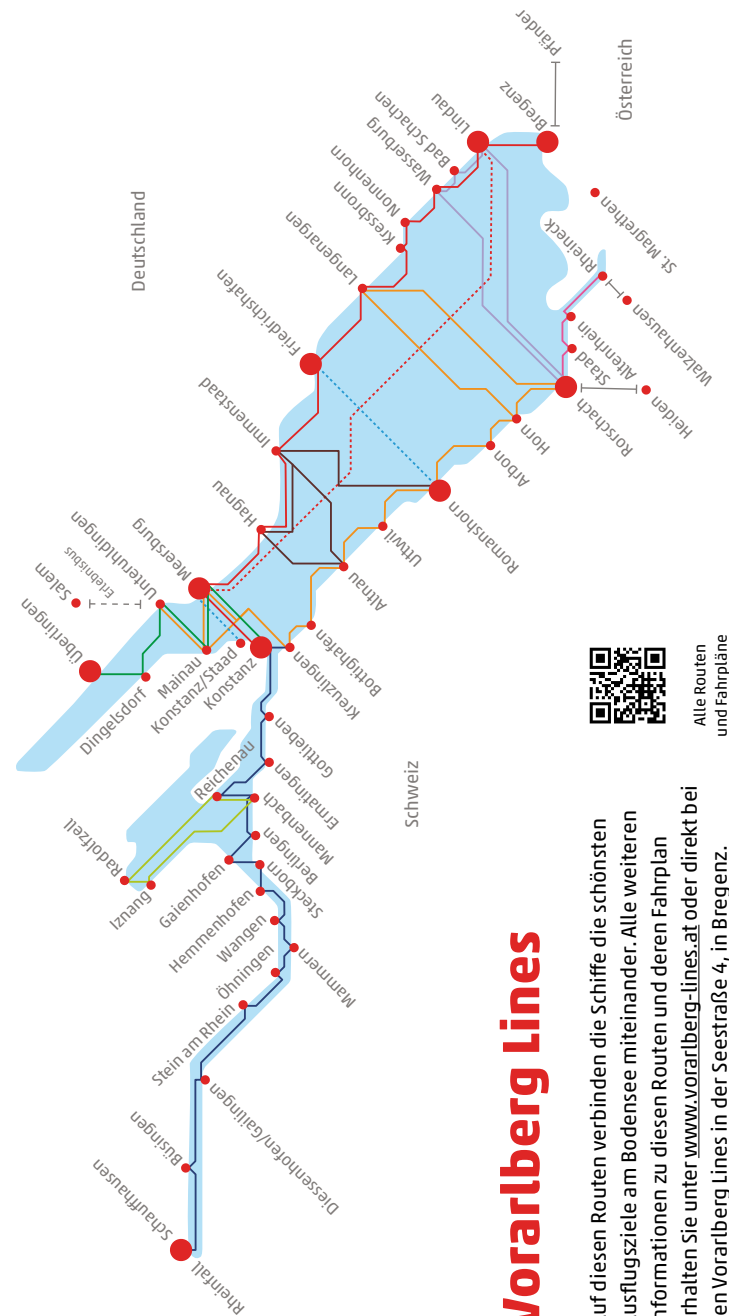 Deutschland
Österreich
Schweiz
Pfänder
Bregenz
Lindau
Bad Schachen
Wasserburg
Nonnenhorn
Kressbronn
Langenargen
Friedrichshafen
Immenstaad
Hagnau
Meersburg
Unteruhldingen
Erlebnisbus
Salem
Überlingen
Dingelsdorf
Mainau
Konstanz/Staad
Konstanz
Kreuzlingen
Bottighafen
Altnau
Uttwil
Romanshorn
Arbon
Horn
Rorschach
Heiden
Staad
Altenrhein
Walzenhausen
Rheineck
St. Magrethen
Gottlieben
Ermatingen
Reichenau
Mannenbach
Radolfzell
Iznang
Berlingen
Gaienhofen
Steckborn
Hemmenhofen
Wangen
Mammern
Öhningen
Stein am Rhein
Diessenhofen/Gailingen
Büsingen
Schauffhausen
Rheinfall
Vorarlberg Lines
uf diesen Routen verbinden die Schiffe die schönsten
usflugsziele am Bodensee miteinander. Alle weiteren
formationen zu diesen Routen und deren Fahrplan
rhalten Sie unter www.vorarlberg-lines.at oder direkt bei
en Vorarlberg Lines in der Seestraße 4, in Bregenz.
Alle Routen
und Fahrpläne